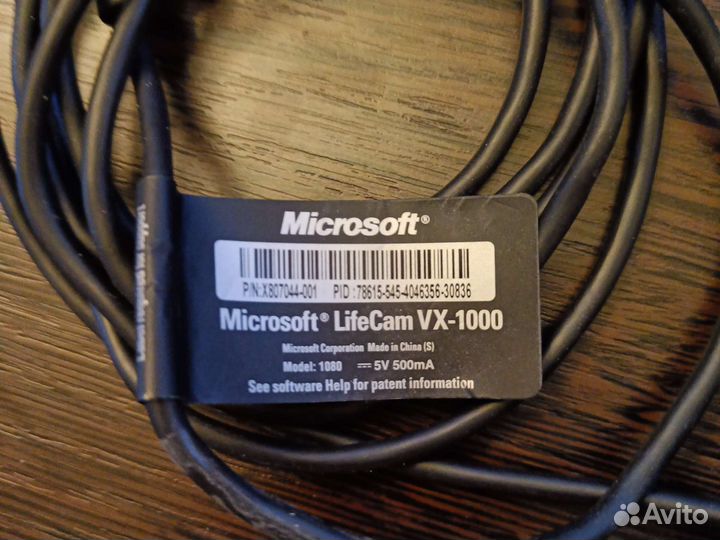 Microsoft®
P/N:X807044-001 PID :78615-545-4046356-30836
Microsoft® LifeCam VX-1000
Microsoft Corporation Made in China (S)
Model: 1080 5V 500mA
See software Help for patent information
Avito